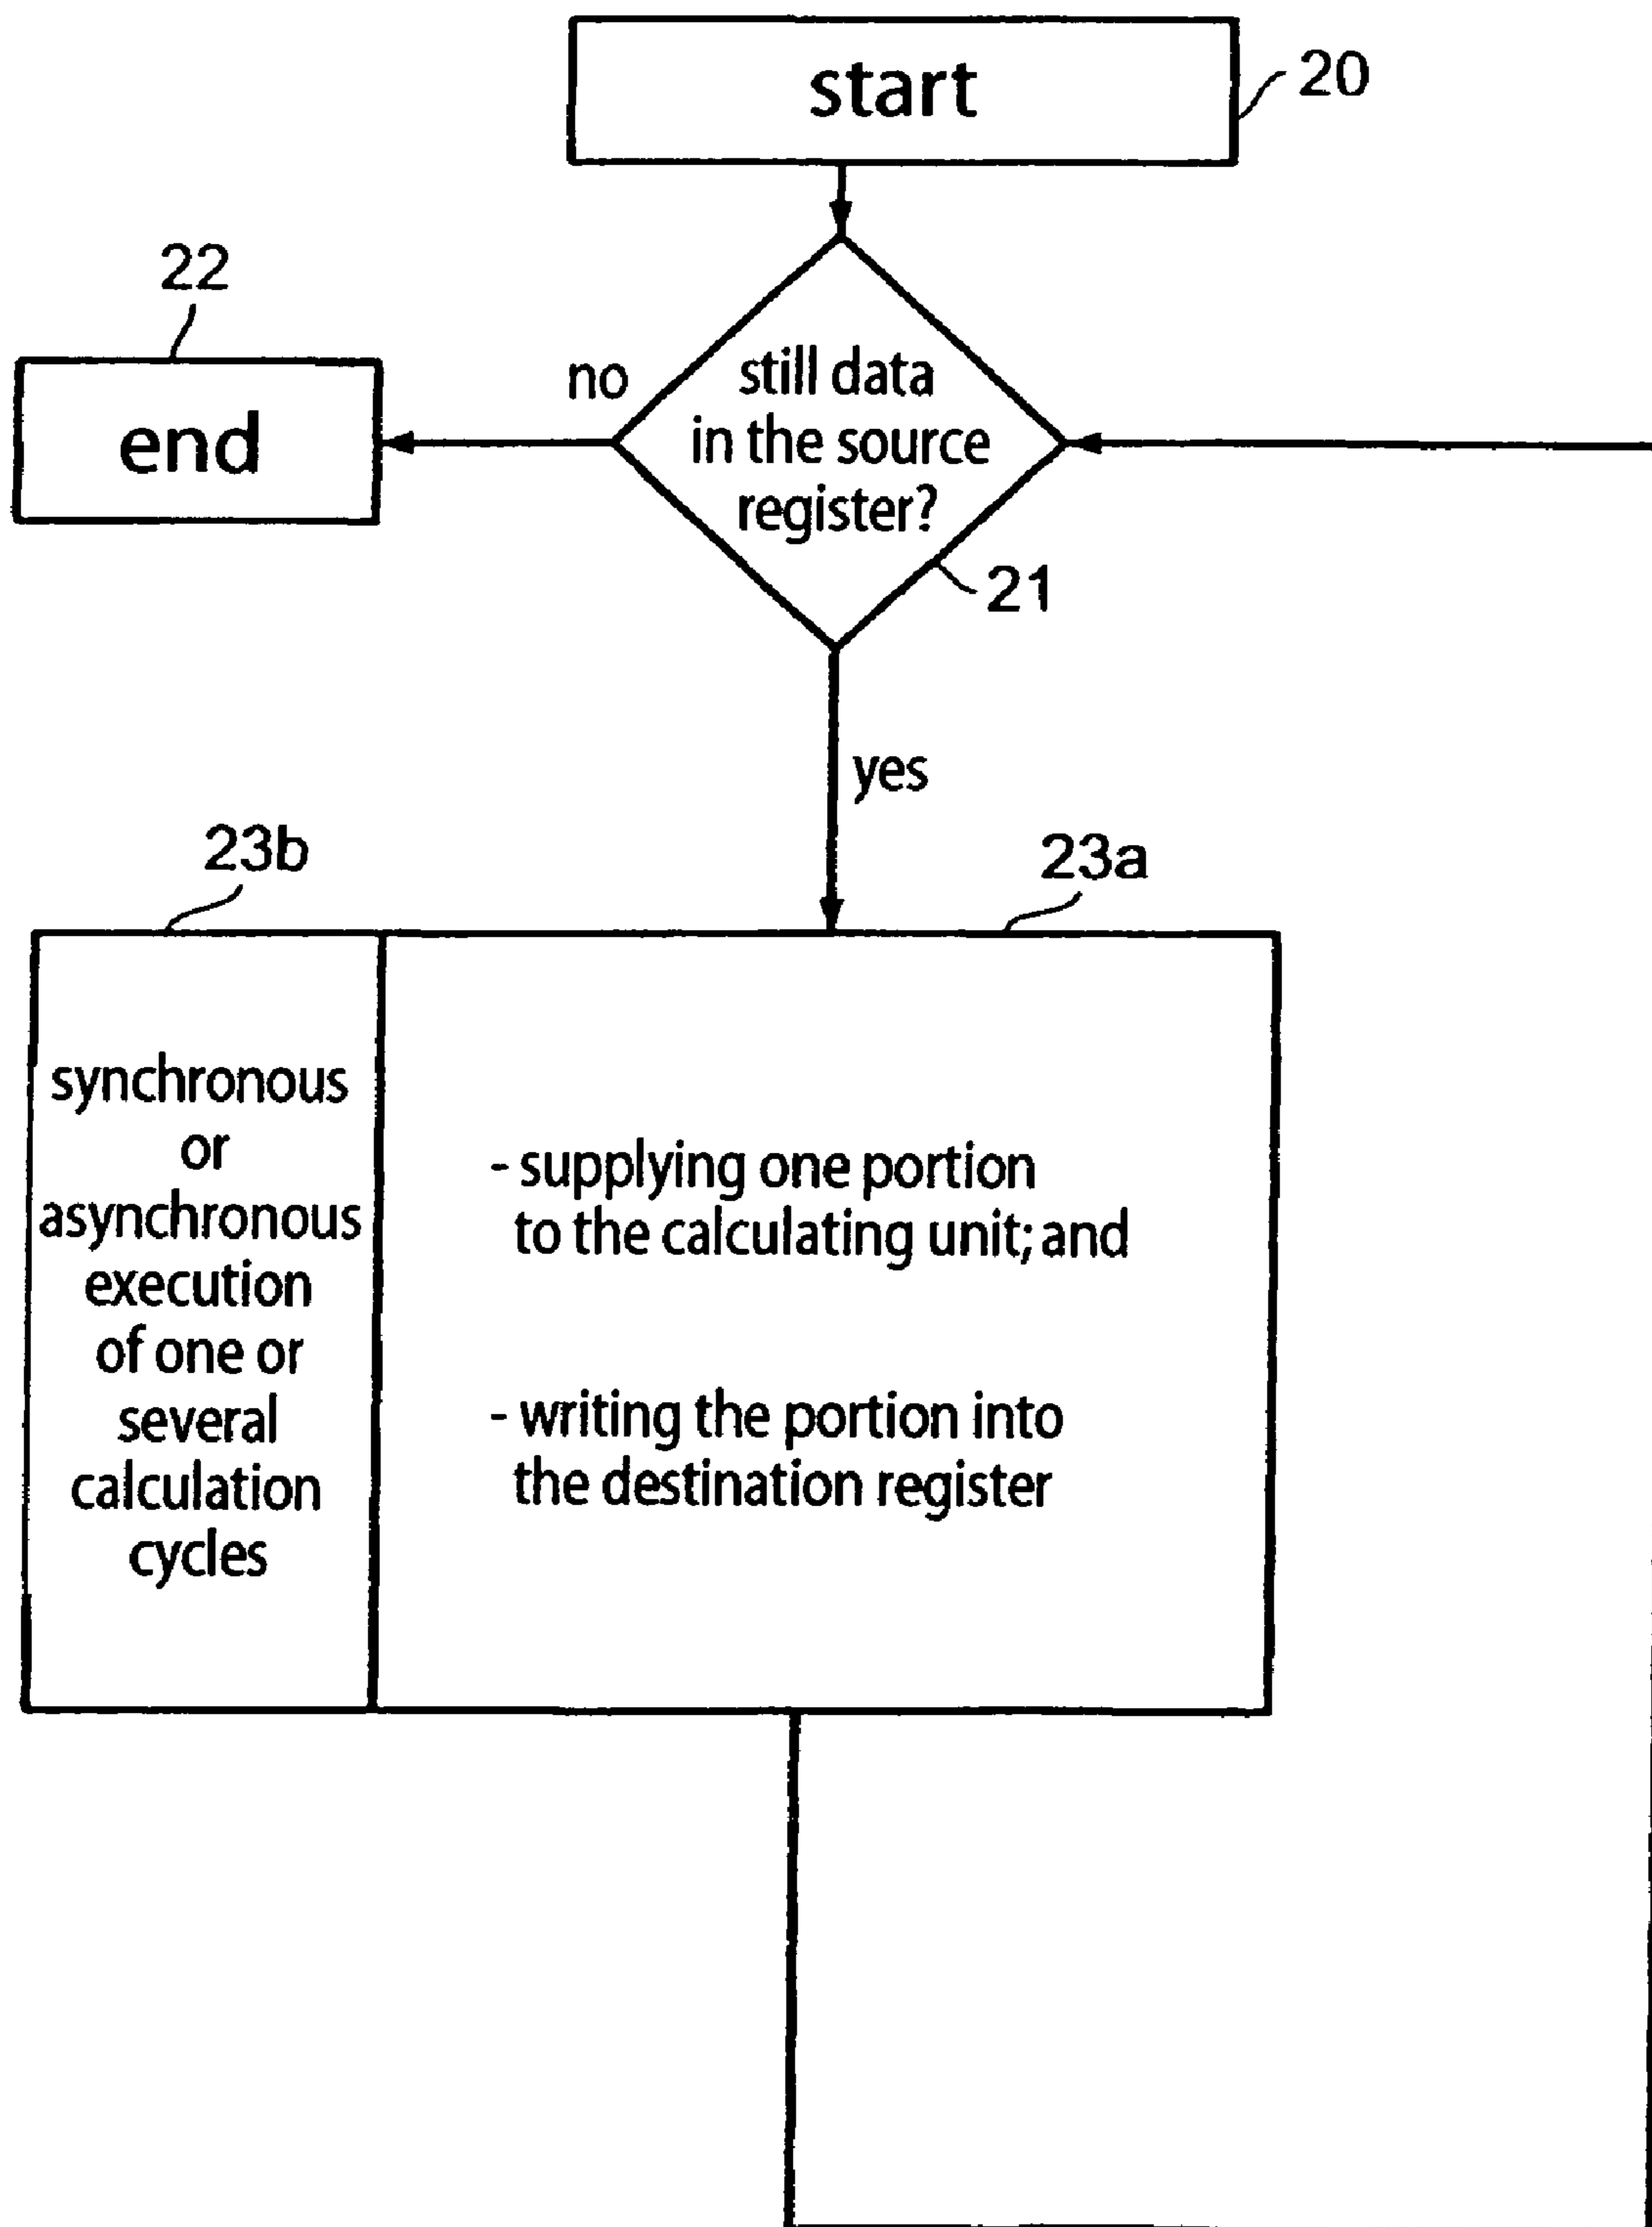 start
20
22
no
still data
in the source
register?
end
21
yes
23b
23a
synchronous
or
asynchronous
execution
of one or
several
calculation
cycles
- supplying one portion
to the calculating unit; and
- writing the portion into
the destination register